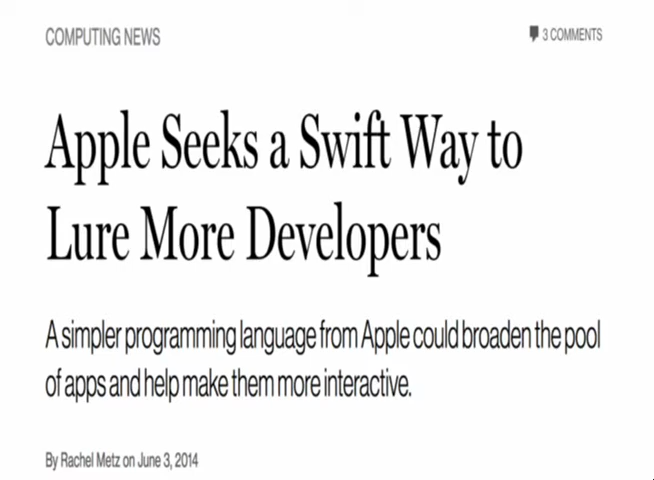 COMPUTING NEWS
3 COMMENTS
Apple Seeks a Swift Way to
Lure More Developers
A simpler programming language from Apple could broaden the pool
of apps and help make them more interactive.
By Rachel Metz on June 3, 2014